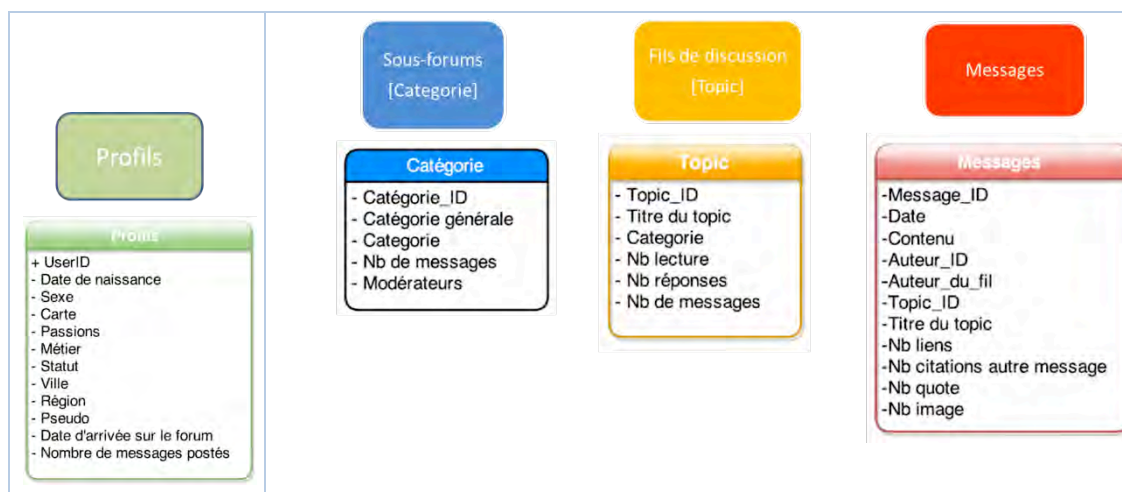 Profils
Profils
+ UserID
- Date de naissance
- Sexe
- Carte
- Passions
- Métier
- Statut
- Ville
- Région
- Pseudo
- Date d'arrivée sur le forum
- Nombre de messages postés
Sous-forums
[Categorie]
Catégorie
- Catégorie_ID
- Catégorie générale
- Categorie
- Nb de messages
- Modérateurs
Fils de discussion
[Topic]
Topic
- Topic_ID
- Titre du topic
- Categorie
- Nb lecture
- Nb réponses
- Nb de messages
Messages
Messages
-Message_ID
-Date
-Contenu
-Auteur_ID
-Auteur_du_fil
-Topic_ID
-Titre du topic
-Nb liens
-Nb citations autre message
-Nb quote
-Nb image